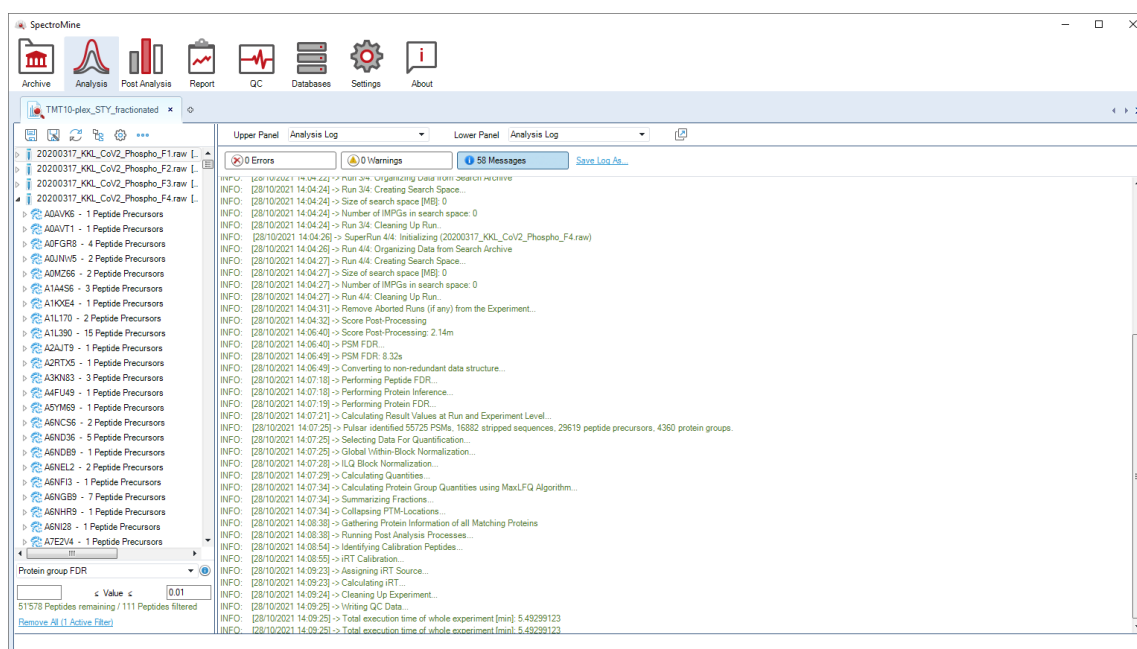 SpectroMine
Archive Analysis Post Analysis Report QC Databases Settings About
TMT10-plex_STY_fractionated
Upper Panel Analysis Log Lower Panel Analysis Log
0 Errors 0 Warnings 58 Messages Save Log As...
20200317_KKL_CoV2_Phospho_F1.raw [..
20200317_KKL_CoV2_Phospho_F2.raw [..
20200317_KKL_CoV2_Phospho_F3.raw [..
20200317_KKL_CoV2_Phospho_F4.raw [..
A0AVK6 - 1 Peptide Precursors
A0AVT1 - 1 Peptide Precursors
A0FGR8 - 4 Peptide Precursors
A0JNW5 - 2 Peptide Precursors
A0MZ66 - 2 Peptide Precursors
A1A4S6 - 3 Peptide Precursors
A1KXE4 - 1 Peptide Precursors
A1L170 - 2 Peptide Precursors
A1L390 - 15 Peptide Precursors
A2AJT9 - 1 Peptide Precursors
A2RTX5 - 1 Peptide Precursors
A3KN83 - 3 Peptide Precursors
A4FU49 - 1 Peptide Precursors
A5YM69 - 1 Peptide Precursors
A6NCS6 - 2 Peptide Precursors
A6ND36 - 5 Peptide Precursors
A6NDB9 - 1 Peptide Precursors
A6NEL2 - 2 Peptide Precursors
A6NFI3 - 1 Peptide Precursors
A6NGB9 - 7 Peptide Precursors
A6NHR9 - 1 Peptide Precursors
A6NI28 - 1 Peptide Precursors
A7E2V4 - 1 Peptide Precursors
Protein group FDR
≤ Value ≤ 0.01
51'578 Peptides remaining / 111 Peptides filtered
Remove All (1 Active Filter)
INFO: [28/10/2021 14:04:22] -> Run 3/4: Organizing Data from Search Archive
INFO: [28/10/2021 14:04:24] -> Run 3/4: Creating Search Space...
INFO: [28/10/2021 14:04:24] -> Size of search space [MB]: 0
INFO: [28/10/2021 14:04:24] -> Number of IMPGs in search space: 0
INFO: [28/10/2021 14:04:24] -> Run 3/4: Cleaning Up Run..
INFO: [28/10/2021 14:04:26] -> SuperRun 4/4: Initializing (20200317_KKL_CoV2_Phospho_F4.raw)
INFO: [28/10/2021 14:04:26] -> Run 4/4: Organizing Data from Search Archive
INFO: [28/10/2021 14:04:27] -> Run 4/4: Creating Search Space...
INFO: [28/10/2021 14:04:27] -> Size of search space [MB]: 0
INFO: [28/10/2021 14:04:27] -> Number of IMPGs in search space: 0
INFO: [28/10/2021 14:04:27] -> Run 4/4: Cleaning Up Run..
INFO: [28/10/2021 14:04:31] -> Remove Aborted Runs (if any) from the Experiment...
INFO: [28/10/2021 14:04:32] -> Score Post-Processing
INFO: [28/10/2021 14:06:40] -> Score Post-Processing: 2.14m
INFO: [28/10/2021 14:06:40] -> PSM FDR...
INFO: [28/10/2021 14:06:49] -> PSM FDR: 8.32s
INFO: [28/10/2021 14:06:49] -> Converting to non-redundant data structure...
INFO: [28/10/2021 14:07:18] -> Performing Peptide FDR...
INFO: [28/10/2021 14:07:18] -> Performing Protein Inference...
INFO: [28/10/2021 14:07:19] -> Performing Protein FDR...
INFO: [28/10/2021 14:07:21] -> Calculating Result Values at Run and Experiment Level...
INFO: [28/10/2021 14:07:25] -> Pulsar identified 55725 PSMs, 16882 stripped sequences, 29619 peptide precursors, 4360 protein groups.
INFO: [28/10/2021 14:07:25] -> Selecting Data For Quantification...
INFO: [28/10/2021 14:07:25] -> Global Within-Block Normalization...
INFO: [28/10/2021 14:07:28] -> ILQ Block Normalization...
INFO: [28/10/2021 14:07:29] -> Calculating Quantities...
INFO: [28/10/2021 14:07:34] -> Calculating Protein Group Quantities using MaxLFQ Algorithm...
INFO: [28/10/2021 14:07:34] -> Summarizing Fractions...
INFO: [28/10/2021 14:07:34] -> Collapsing PTM-Locations...
INFO: [28/10/2021 14:08:38] -> Gathering Protein Information of all Matching Proteins
INFO: [28/10/2021 14:08:38] -> Running Post Analysis Processes...
INFO: [28/10/2021 14:08:54] -> Identifying Calibration Peptides...
INFO: [28/10/2021 14:08:55] -> iRT Calibration...
INFO: [28/10/2021 14:09:23] -> Assigning iRT Source...
INFO: [28/10/2021 14:09:23] -> Calculating iRT...
INFO: [28/10/2021 14:09:24] -> Cleaning Up Experiment...
INFO: [28/10/2021 14:09:25] -> Writing QC Data...
INFO: [28/10/2021 14:09:25] -> Total execution time of whole experiment [min]: 5.49299123
INFO: [28/10/2021 14:09:25] -> Total execution time of whole experiment [min]: 5.49299123